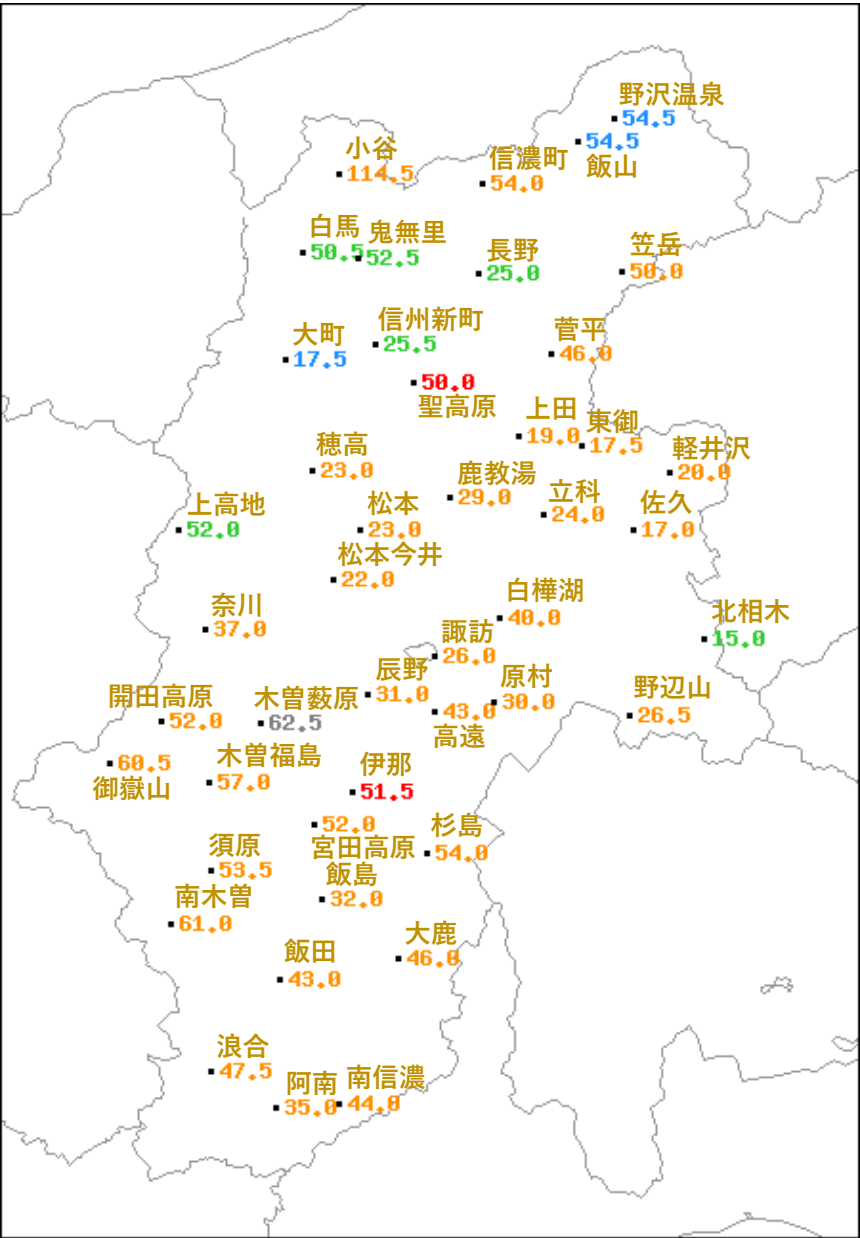 野沢温泉
54.5
54.5
飯山
小谷
114.5
信濃町
54.0
白馬
50.5
鬼無里
52.5
長野
25.0
笠岳
50.0
信州新町
25.5
大町
17.5
菅平
46.0
50.0
聖高原
上田
19.0
東御
17.5
穂高
23.0
軽井沢
20.0
鹿教湯
29.0
立科
24.0
佐久
17.0
上高地
52.0
松本
23.0
松本今井
22.0
白樺湖
40.0
奈川
37.0
北相木
15.0
諏訪
26.0
辰野
31.0
原村
30.0
43.0
高遠
野辺山
26.5
開田高原
52.0
木曽薮原
62.5
60.5
御嶽山
木曽福島
57.0
伊那
51.5
52.0
宮田高原
杉島
54.0
須原
53.5
飯島
32.0
南木曽
61.0
大鹿
46.0
飯田
43.0
浪合
47.5
阿南
35.0
南信濃
44.0